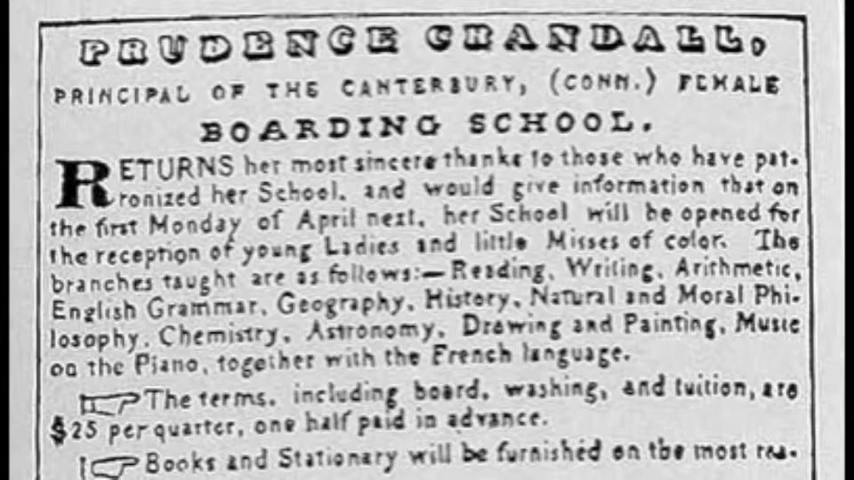 PRUDENCE CRANDALL,
PRINCIPAL OF THE CANTERBURY, (CONN.) FEMALE
BOARDING SCHOOL.
RETURNS her most sincere thanks to those who have pat-
ronized her School, and would give information that on
the first Monday of April next, her School will be opened for
the reception of young Ladies and little Misses of color. The
branches taught are as follows:—Reading, Writing, Arithmetic,
English Grammar, Geography, History, Natural and Moral Phi-
losophy, Chemistry, Astronomy, Drawing and Painting, Music
on the Piano, together with the French language.
☞The terms, including board, washing, and tuition, are
$25 per quarter, one half paid in advance.
☞Books and Stationary will be furnished on the most rea-